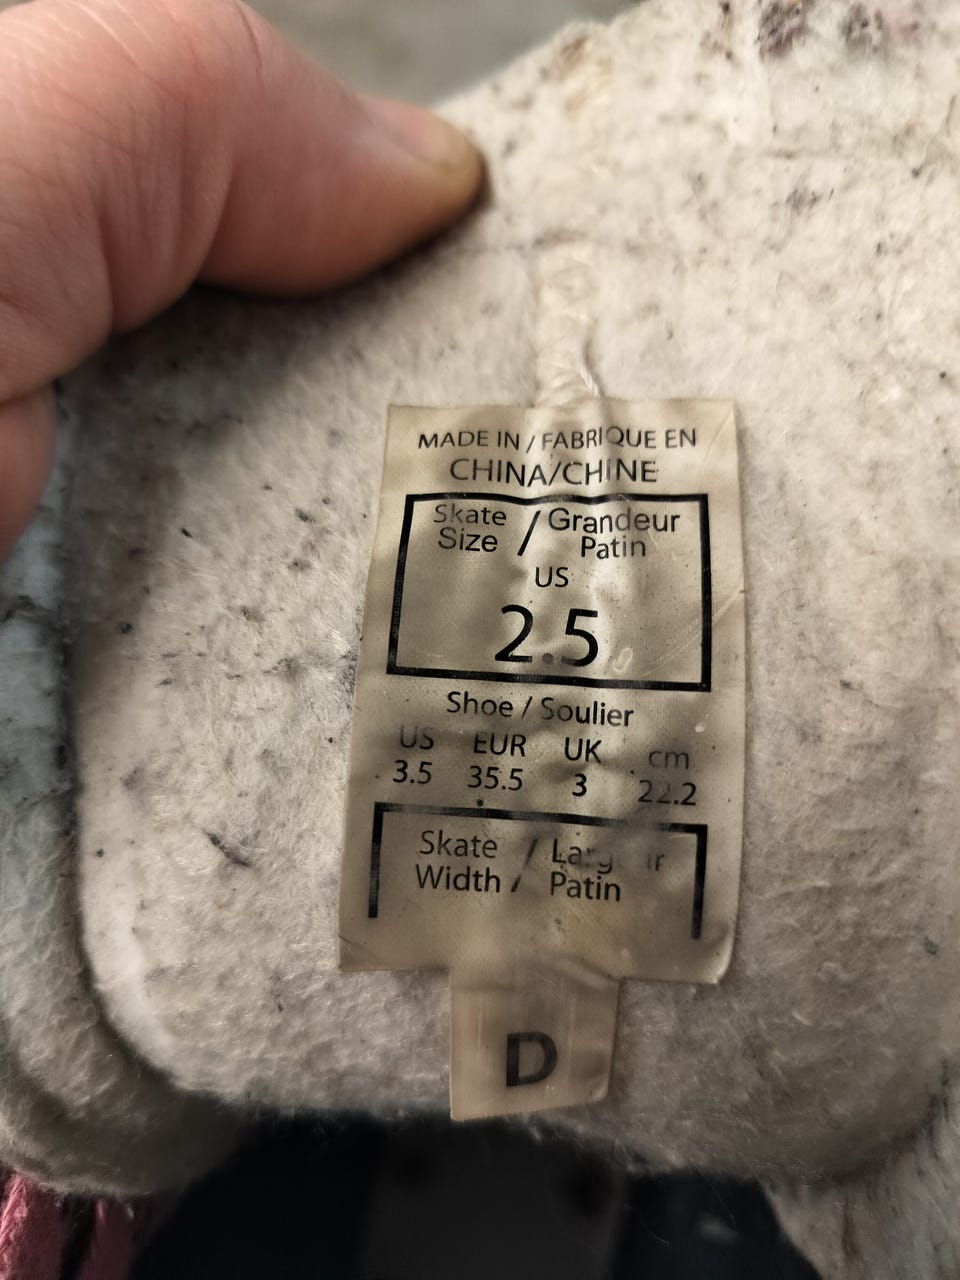 MADE IN / FABRIQUE EN
CHINA/CHINE
Skate / Grandeur
Size Patin
US
2.5
Shoe / Soulier
US EUR UK cm
3.5 35.5 3 22.2
Skate /
Width Patin
D